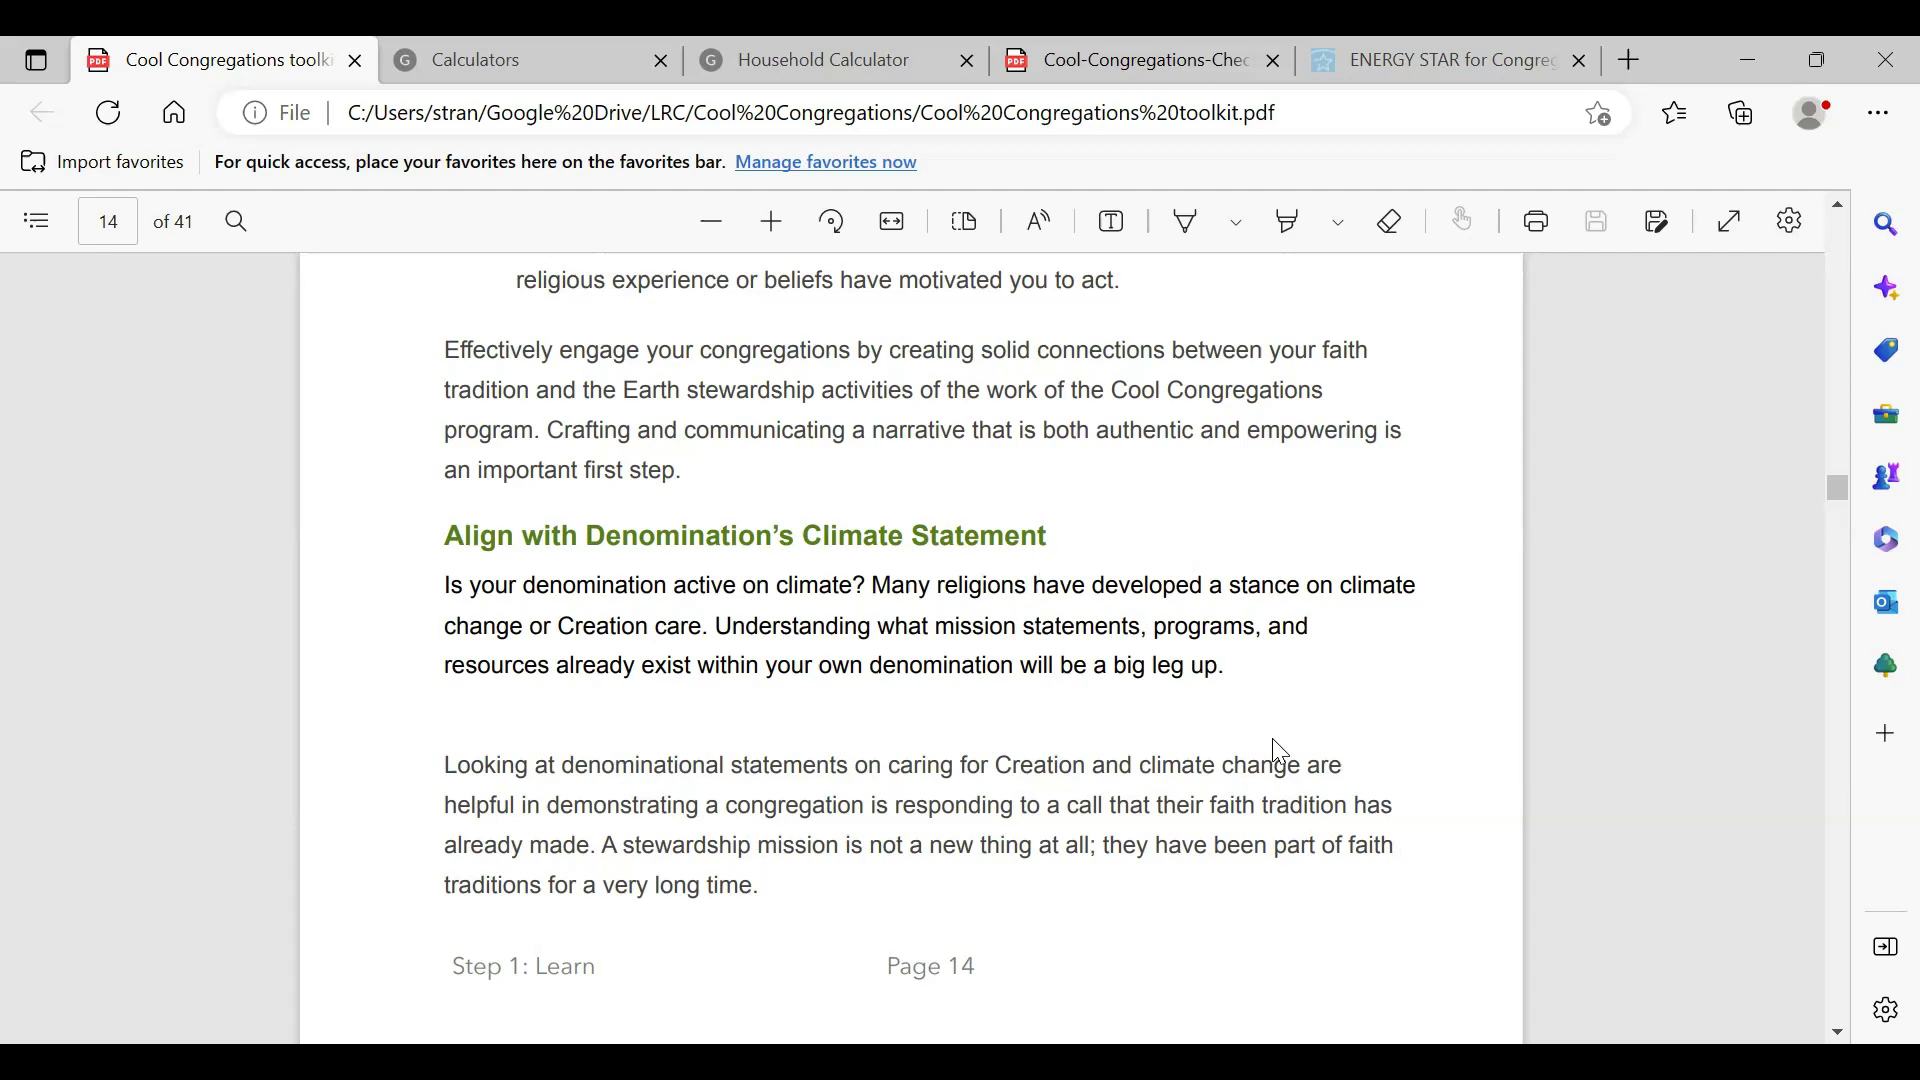 Cool Congregations toolki
Calculators
Household Calculator
Cool-Congregations-Chec
ENERGY STAR for Congreg
File
C:/Users/stran/Google%20Drive/LRC/Cool%20Congregations/Cool%20Congregations%20toolkit.pdf
Import favorites
For quick access, place your favorites here on the favorites bar. Manage favorites now
14 of 41
religious experience or beliefs have motivated you to act.
Effectively engage your congregations by creating solid connections between your faith
tradition and the Earth stewardship activities of the work of the Cool Congregations
program. Crafting and communicating a narrative that is both authentic and empowering is
an important first step.
Align with Denomination’s Climate Statement
Is your denomination active on climate? Many religions have developed a stance on climate
change or Creation care. Understanding what mission statements, programs, and
resources already exist within your own denomination will be a big leg up.
Looking at denominational statements on caring for Creation and climate change are
helpful in demonstrating a congregation is responding to a call that their faith tradition has
already made. A stewardship mission is not a new thing at all; they have been part of faith
traditions for a very long time.
Step 1: Learn
Page 14